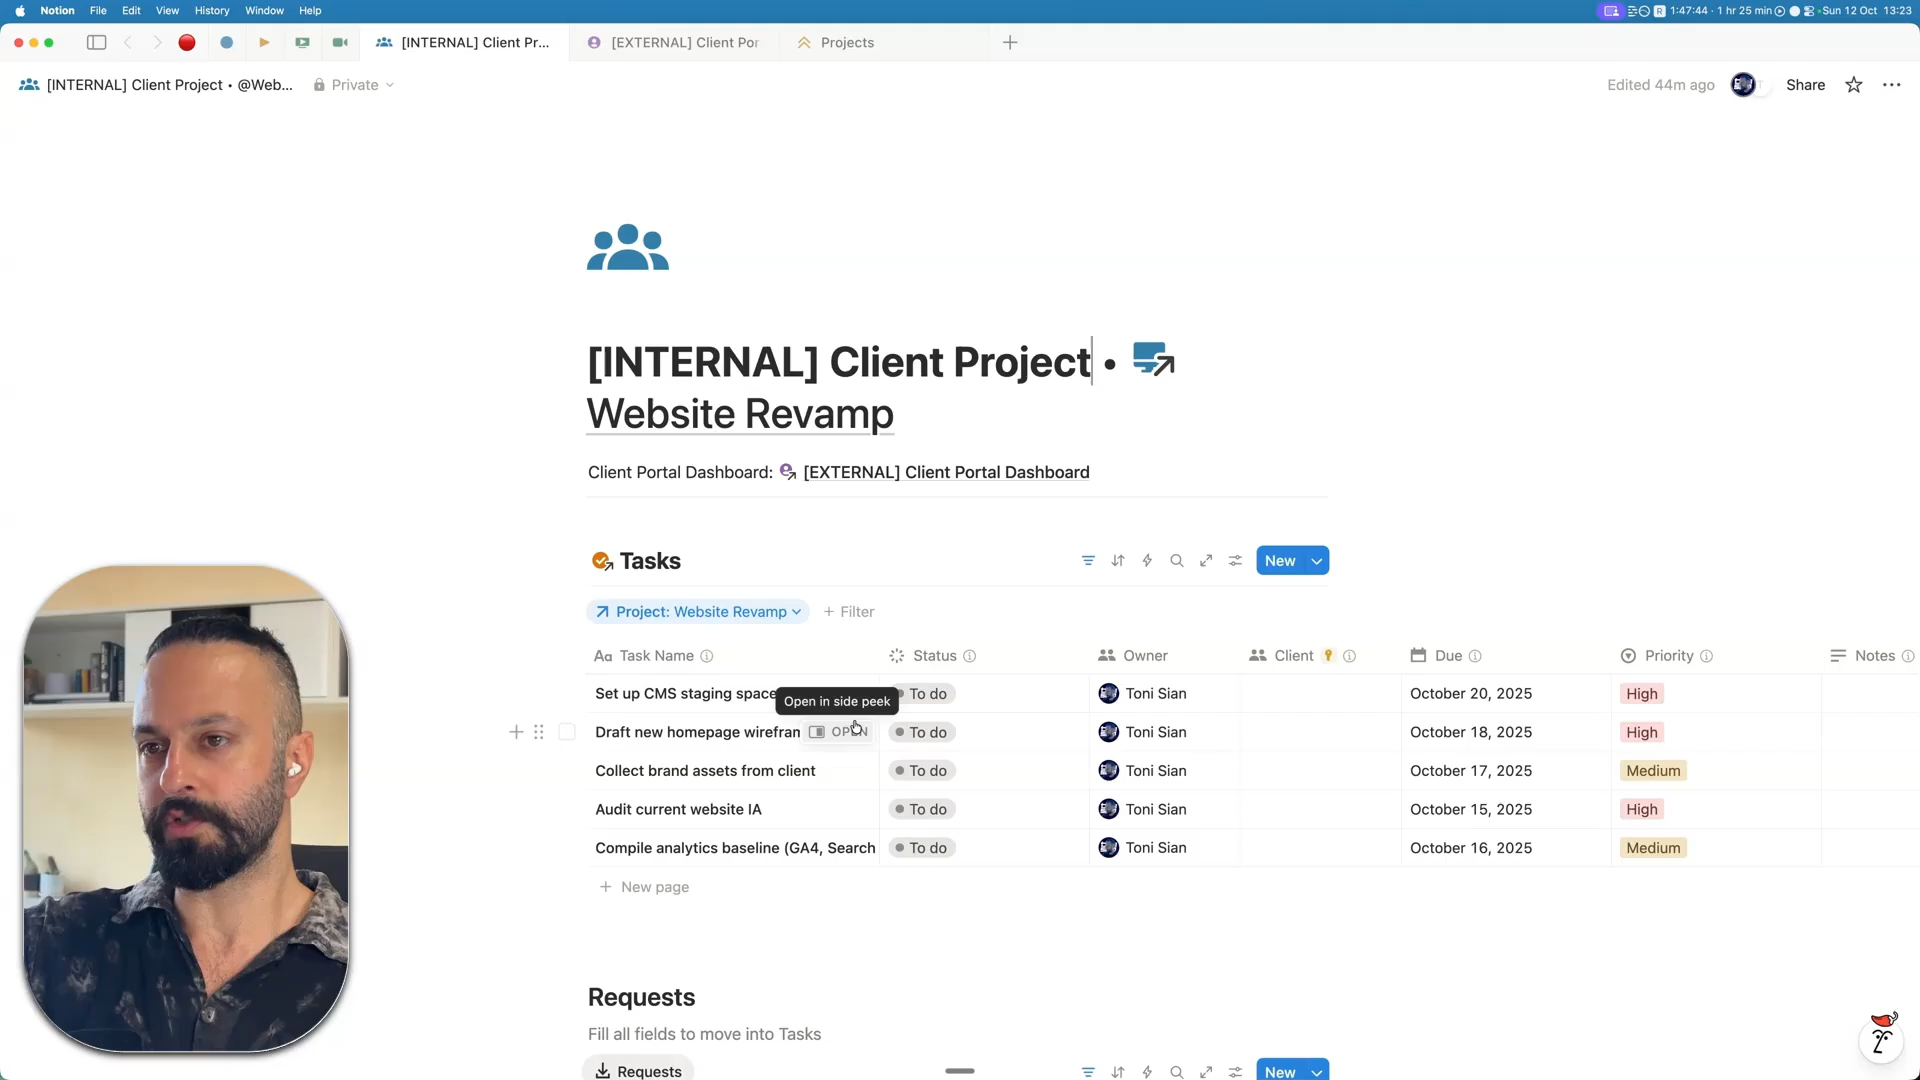 Notion File Edit View History Window Help
R 1:47:44 · 1 hr 25 min Sun 12 Oct 13:23
[INTERNAL] Client Pr... [EXTERNAL] Client Por Projects
[INTERNAL] Client Project • @Web... Private
Edited 44m ago Share
[INTERNAL] Client Project •
Website Revamp
Client Portal Dashboard: [EXTERNAL] Client Portal Dashboard
Tasks
New
Project: Website Revamp + Filter
Aa Task Name Status Owner Client Due Priority Notes
Set up CMS staging space To do Toni Sian October 20, 2025 High
Open in side peek
Draft new homepage wirefran OPEN To do Toni Sian October 18, 2025 High
Collect brand assets from client To do Toni Sian October 17, 2025 Medium
Audit current website IA To do Toni Sian October 15, 2025 High
Compile analytics baseline (GA4, Search To do Toni Sian October 16, 2025 Medium
+ New page
Requests
Fill all fields to move into Tasks
Requests
New